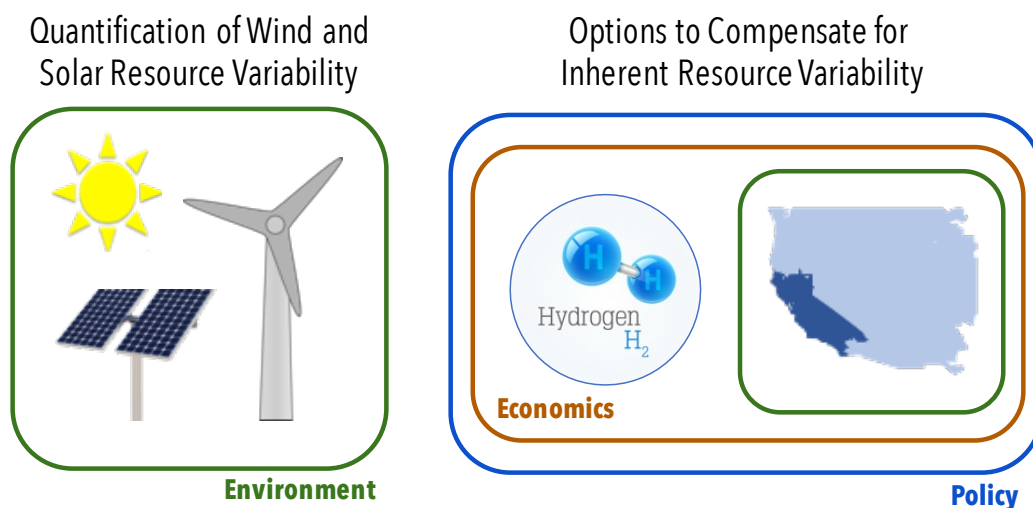 Quantification of Wind and
Solar Resource Variability
Options to Compensate for
Inherent Resource Variability
H
H
Hydrogen
H₂
Economics
Environment
Policy